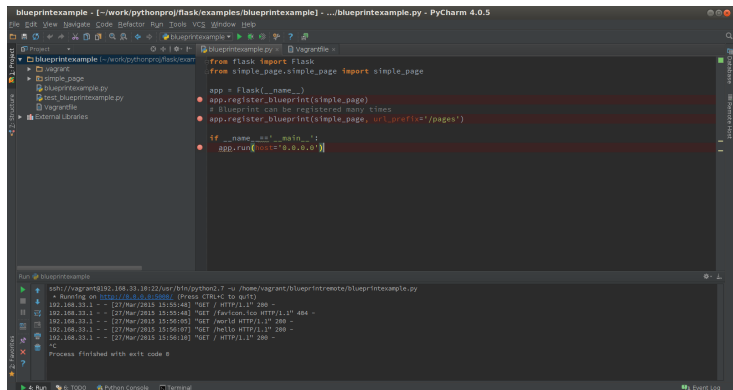 blueprintexample - [~/work/pythonproj/flask/examples/blueprintexample] - .../blueprintexample.py - PyCharm 4.0.5
File Edit View Navigate Code Refactor Run Tools VCS Window Help
blueprintexample
Project
blueprintexample.py
Vagrantfile
blueprintexample (~/work/pythonproj/flask/exam
.vagrant
simple_page
blueprintexample.py
test_blueprintexample.py
Vagrantfile
External Libraries
from flask import Flask
from simple_page.simple_page import simple_page
app = Flask(__name__)
app.register_blueprint(simple_page)
# Blueprint can be registered many times
app.register_blueprint(simple_page, url_prefix='/pages')
if __name__=='__main__':
app.run(host='0.0.0.0')
1: Project
Z: Structure
2: Favorites
Database
Remote Host
Run blueprintexample
ssh://vagrant@192.168.33.10:22/usr/bin/python2.7 -u /home/vagrant/blueprintremote/blueprintexample.py
* Running on http://0.0.0.0:5000/ (Press CTRL+C to quit)
192.168.33.1 - - [27/Mar/2015 15:55:48] "GET / HTTP/1.1" 200 -
192.168.33.1 - - [27/Mar/2015 15:55:48] "GET /favicon.ico HTTP/1.1" 404 -
192.168.33.1 - - [27/Mar/2015 15:56:05] "GET /world HTTP/1.1" 200 -
192.168.33.1 - - [27/Mar/2015 15:56:07] "GET /hello HTTP/1.1" 200 -
192.168.33.1 - - [27/Mar/2015 15:56:10] "GET / HTTP/1.1" 200 -
^C
Process finished with exit code 0
4: Run 6: TODO Python Console Terminal
Event Log